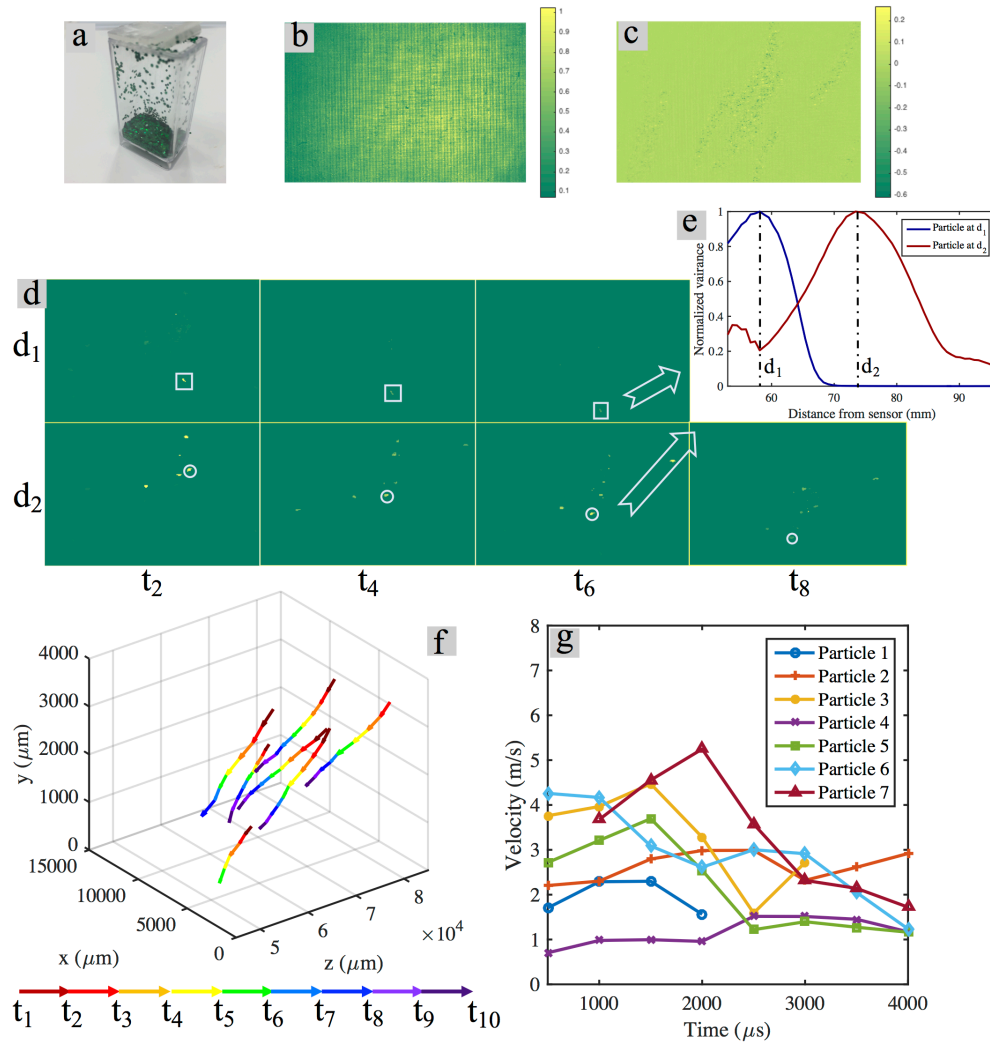 a
b
1
0.9
0.8
0.7
0.6
0.5
0.4
0.3
0.2
0.1
c
0.2
0.1
0
-0.1
-0.2
-0.3
-0.4
-0.5
-0.6
d
d1
d2
t2 t4 t6 t8
e
Normalized vairance
1
0.8
0.6
0.4
0.2
0
Particle at d1
Particle at d2
d1 d2
60 70 80 90
Distance from sensor (mm)
f
y (μm)
4000
3000
2000
1000
0
15000
10000
5000
0
x (μm)
5 6 7 8
×10^4
z (μm)
t1 t2 t3 t4 t5 t6 t7 t8 t9 t10
g
Velocity (m/s)
8
7
6
5
4
3
2
1
0
Particle 1
Particle 2
Particle 3
Particle 4
Particle 5
Particle 6
Particle 7
1000 2000 3000 4000
Time (μs)